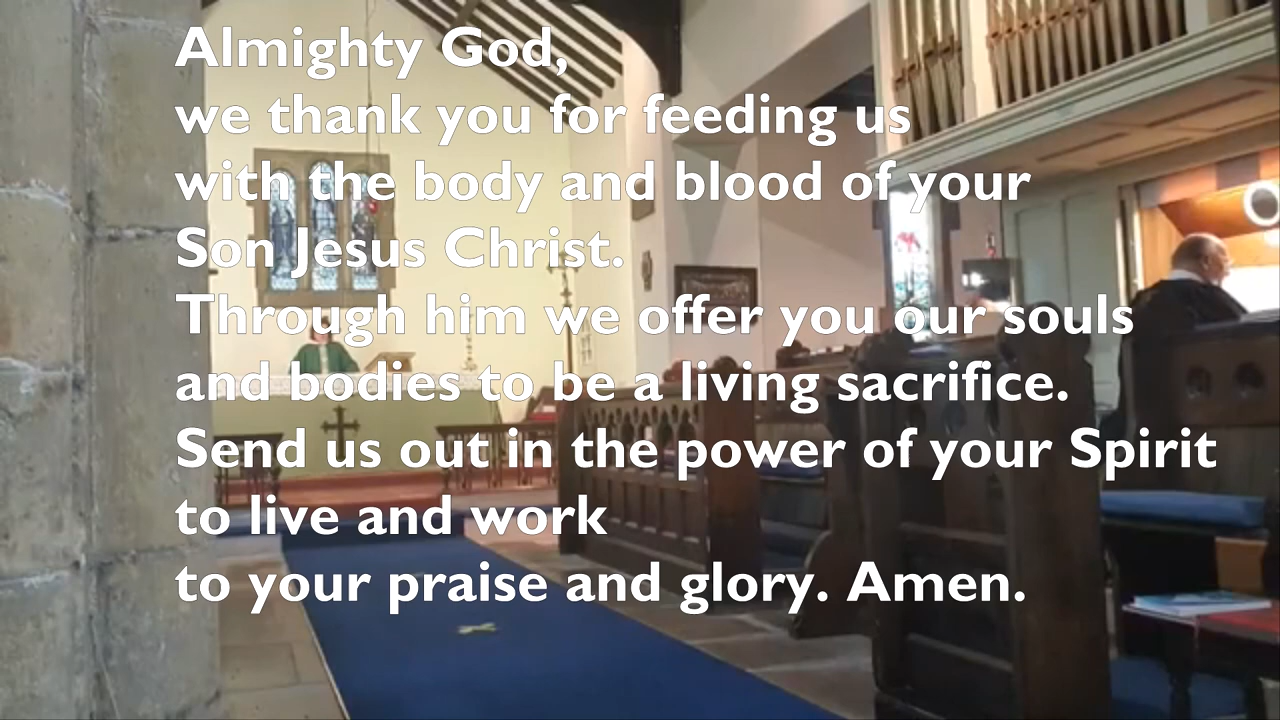 Almighty God,
we thank you for feeding us
with the body and blood of your
Son Jesus Christ.
Through him we offer you our souls
and bodies to be a living sacrifice.
Send us out in the power of your Spirit
to live and work
to your praise and glory. Amen.